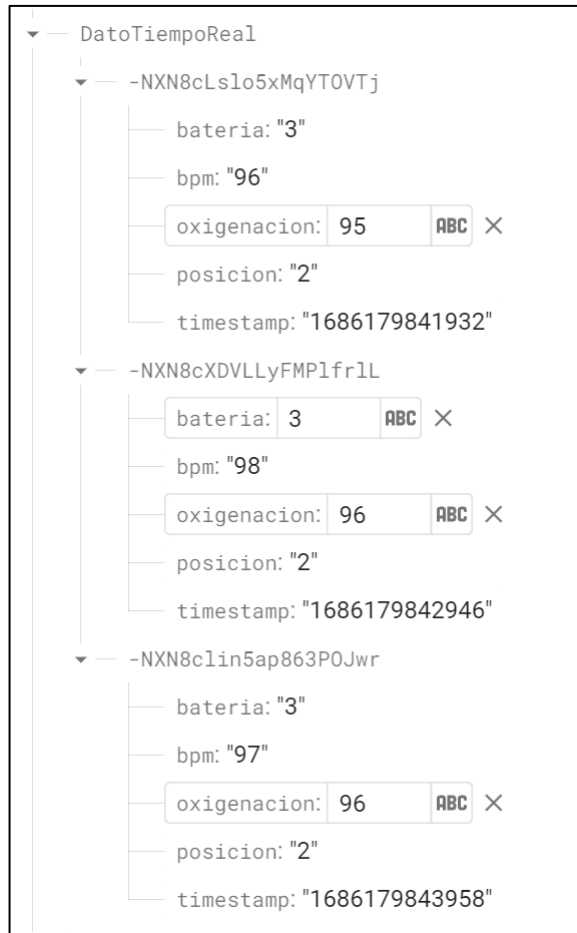 DatoTiempoReal
-NXN8cLslo5xMqYTOVTj
bateria: "3"
bpm: "96"
oxigenacion: 95 ABC
posicion: "2"
timestamp: "1686179841932"
-NXN8cXDVLLyFMPlfrlL
bateria: 3 ABC
bpm: "98"
oxigenacion: 96 ABC
posicion: "2"
timestamp: "1686179842946"
-NXN8clin5ap863POJwr
bateria: "3"
bpm: "97"
oxigenacion: 96 ABC
posicion: "2"
timestamp: "1686179843958"